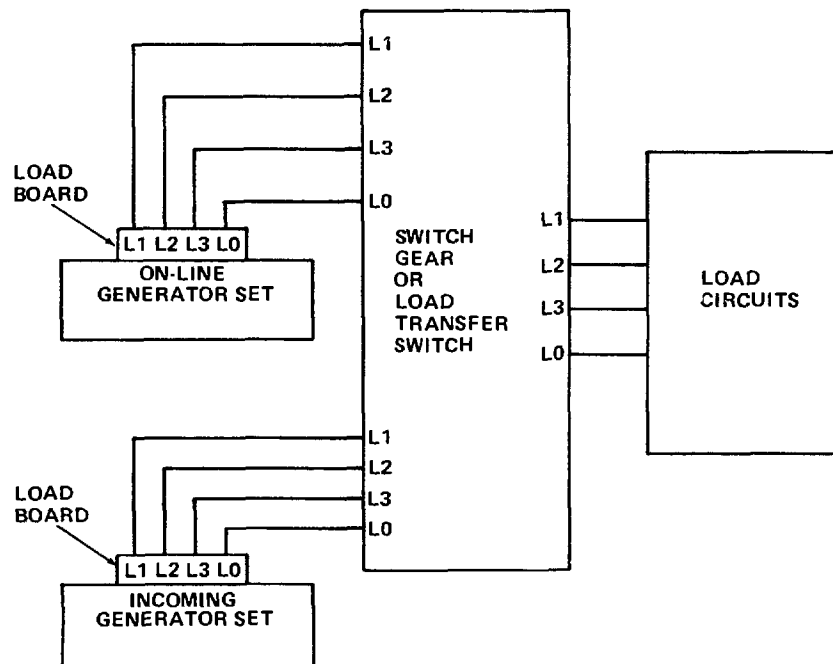 L1
L2
L3
L0
LOAD
BOARD
L1 L2 L3 L0
ON-LINE
GENERATOR SET
SWITCH
GEAR
OR
LOAD
TRANSFER
SWITCH
L1
L2
L3
L0
LOAD
CIRCUITS
L1
L2
L3
L0
LOAD
BOARD
L1 L2 L3 L0
INCOMING
GENERATOR SET